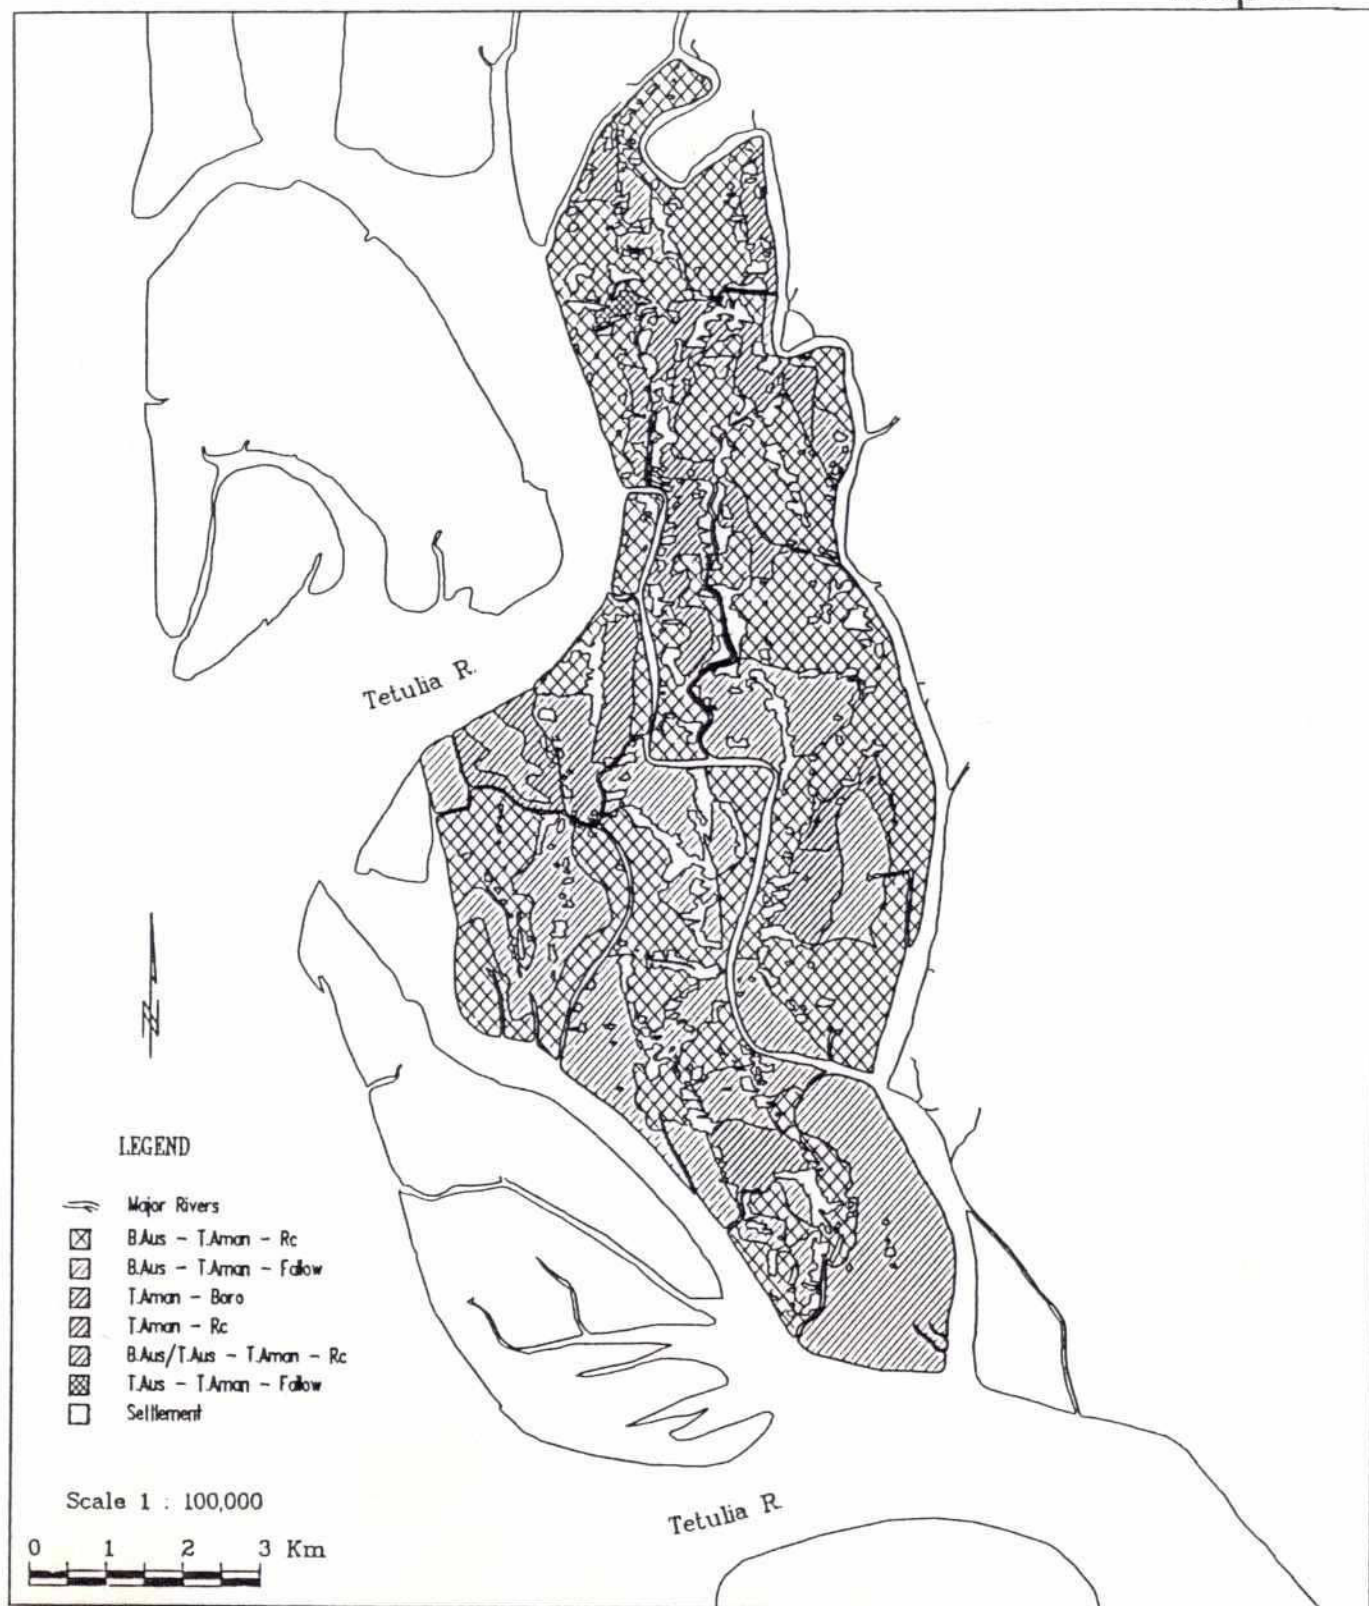 Tetulia R.
LEGEND
Major Rivers
B.Aus - T.Aman - Rc
B.Aus - T.Aman - Fallow
T.Aman - Boro
T.Aman - Rc
B.Aus/T.Aus - T.Aman - Rc
T.Aus - T.Aman - Fallow
Settlement
Scale 1 : 100,000
0 1 2 3 Km
Tetulia R.